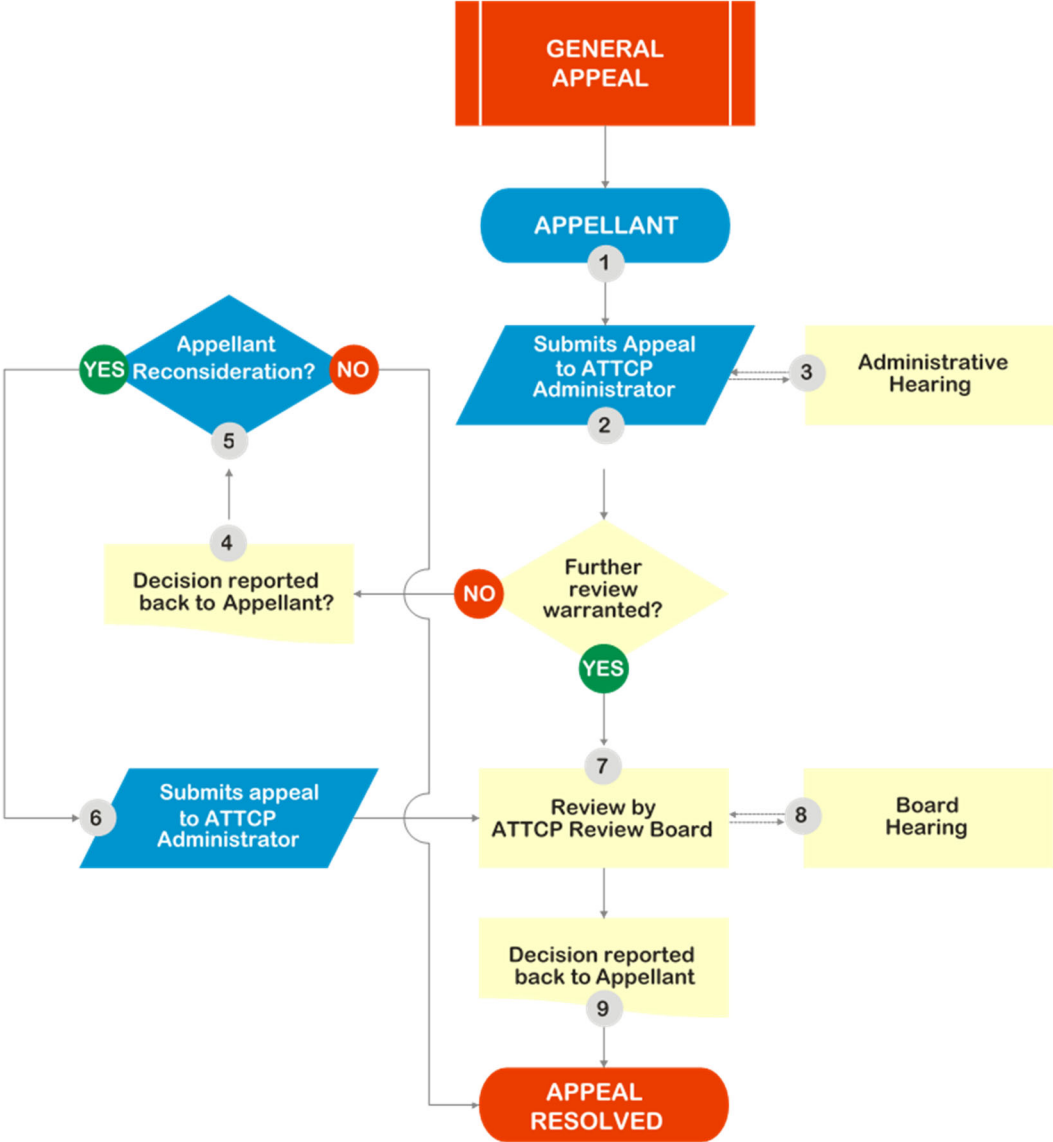 GENERAL
APPEAL
APPELLANT
1
Submits Appeal
to ATTCP
Administrator
2
3
Administrative
Hearing
YES
Appellant
Reconsideration?
NO
5
4
Decision reported
back to Appellant?
NO
Further
review
warranted?
YES
6
Submits appeal
to ATTCP
Administrator
7
Review by
ATTCP Review Board
8
Board
Hearing
Decision reported
back to Appellant
9
APPEAL
RESOLVED